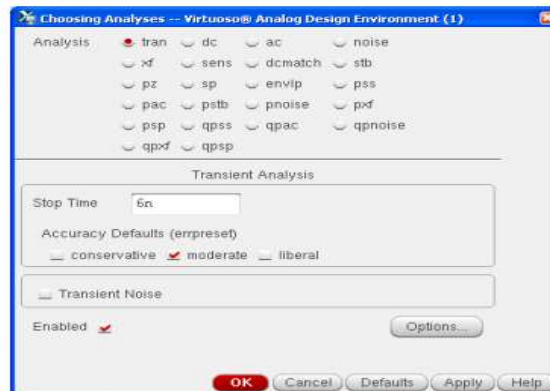 Choosing Analyses -- Virtuoso® Analog Design Environment (1)
Analysis tran dc ac noise
xf sens dcmatch stb
pz sp envlp pss
pac pstb pnoise pxf
psp qpss qpac qpnoise
qpxf qpsp
Transient Analysis
Stop Time 6n
Accuracy Defaults (errpreset)
conservative moderate liberal
Transient Noise
Enabled Options...
OK Cancel Defaults Apply Help